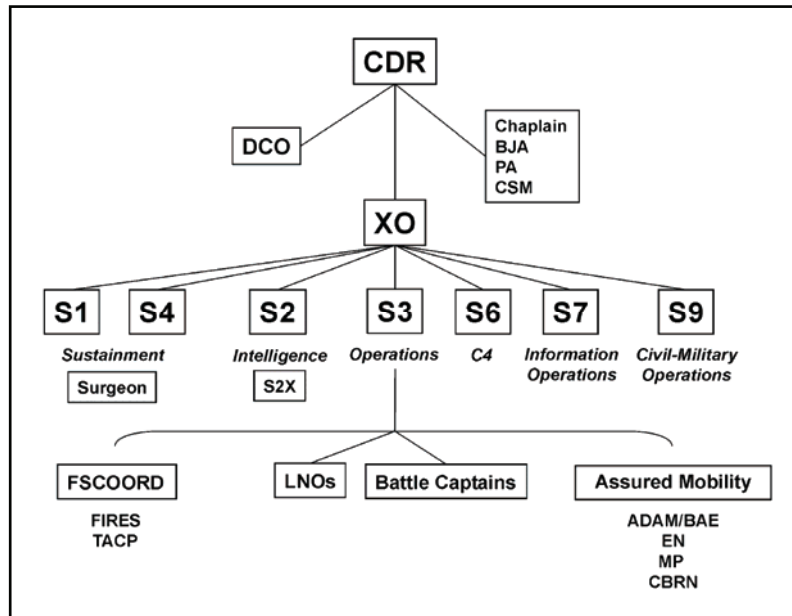 CDR
DCO
Chaplain
BJA
PA
CSM
XO
S1
S4
S2
S3
S6
S7
S9
Sustainment
Intelligence
Operations
C4
Information
Operations
Civil-Military
Operations
Surgeon
S2X
FSCOORD
LNOs
Battle Captains
Assured Mobility
FIRES
TACP
ADAM/BAE
EN
MP
CBRN